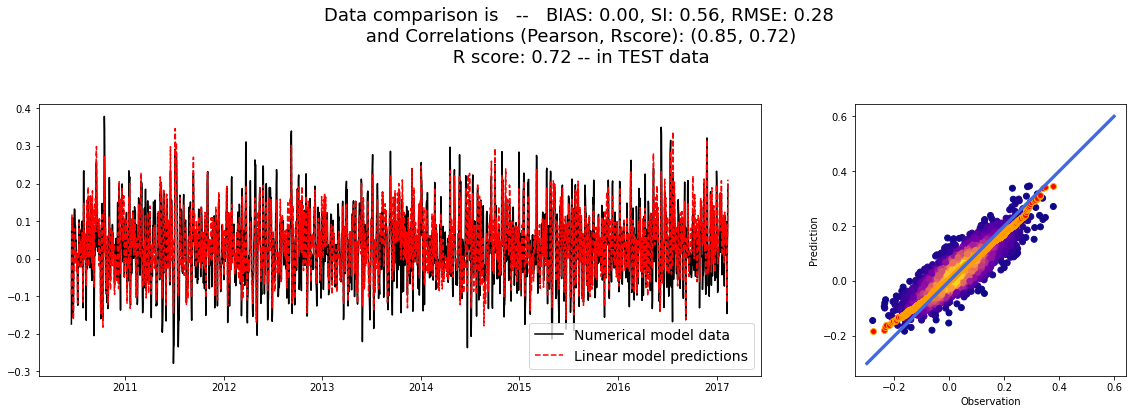 Data comparison is -- BIAS: 0.00, SI: 0.56, RMSE: 0.28
and Correlations (Pearson, Rscore): (0.85, 0.72)
R score: 0.72 -- in TEST data
0.4
0.3
0.2
0.1
0.0
−0.1
−0.2
−0.3
2011 2012 2013 2014 2015 2016 2017
Numerical model data
Linear model predictions
Prediction
0.6
0.4
0.2
0.0
−0.2
−0.2 0.0 0.2 0.4 0.6
Observation